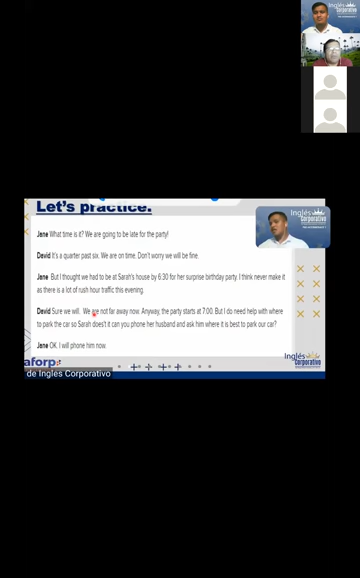 Inglés
Corporativo
Inglés
Corporativo
Let's practice.
Inglés
Corporativo
Jane What time is it? We are going to be late for the party!
David It's a quarter past six. We are on time, Don't worry we will be fine.
Jane But I thought we had to be at Sarah's house by 6:30 for her surprise birthday party. I think never make it
as there is a lot of rush hour traffic this evening.
David Sure we will. We are not far away now. Anyway, the party starts at 7:00. But I do need help with where
to park the car so Sarah does't it can you phone her husband and ask him where it is best to park our car?
Jane OK, I will phone him now.
aforp
de Inglés Corporativo
Inglés
Corporativo